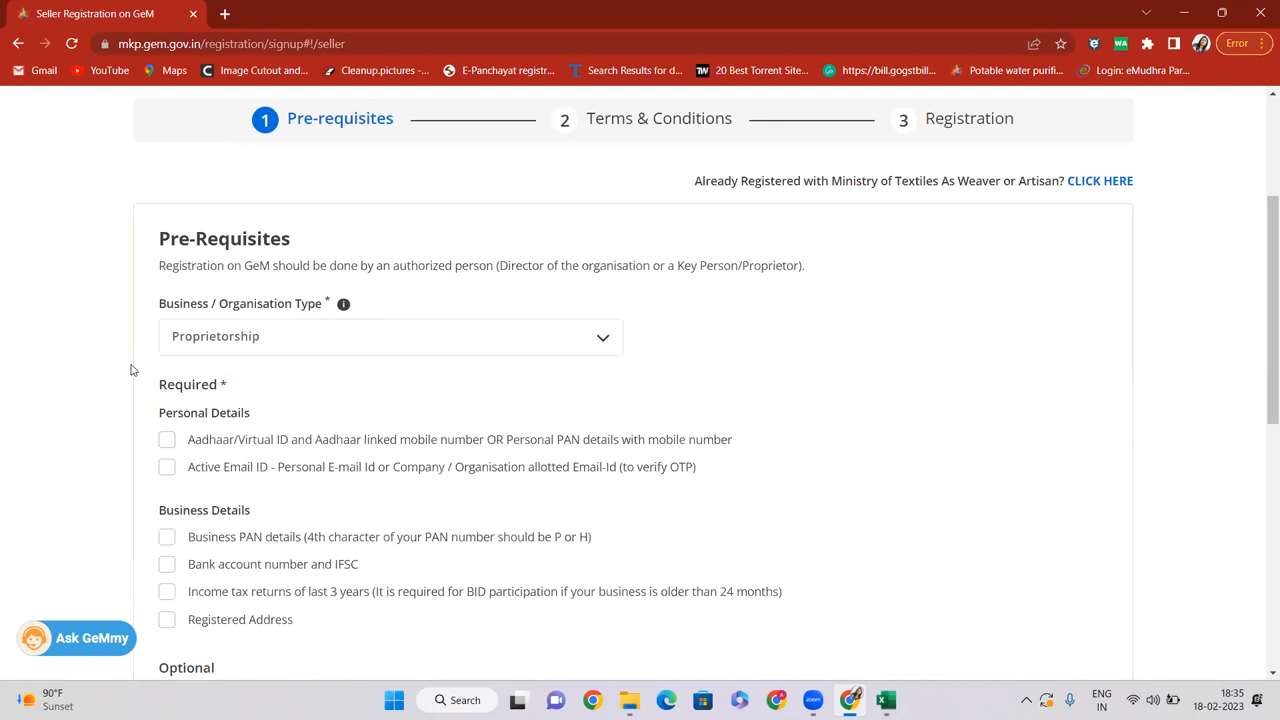 Seller Registration on GeM
mkp.gem.gov.in/registration/signup#!/seller
Error
Gmail
YouTube
Maps
Image Cutout and...
Cleanup.pictures -...
E-Panchayat registr...
Search Results for d...
20 Best Torrent Site...
https://bill.gogstbill...
Potable water purifi...
Login: eMudhra Par...
1 Pre-requisites
2 Terms & Conditions
3 Registration
Already Registered with Ministry of Textiles As Weaver or Artisan? CLICK HERE
Pre-Requisites
Registration on GeM should be done by an authorized person (Director of the organisation or a Key Person/Proprietor).
Business / Organisation Type *
Proprietorship
Required *
Personal Details
Aadhaar/Virtual ID and Aadhaar linked mobile number OR Personal PAN details with mobile number
Active Email ID - Personal E-mail Id or Company / Organisation allotted Email-Id (to verify OTP)
Business Details
Business PAN details (4th character of your PAN number should be P or H)
Bank account number and IFSC
Income tax returns of last 3 years (It is required for BID participation if your business is older than 24 months)
Registered Address
Ask GeMmy
Optional
90°F
Sunset
Search
ENG
IN
18:35
18-02-2023